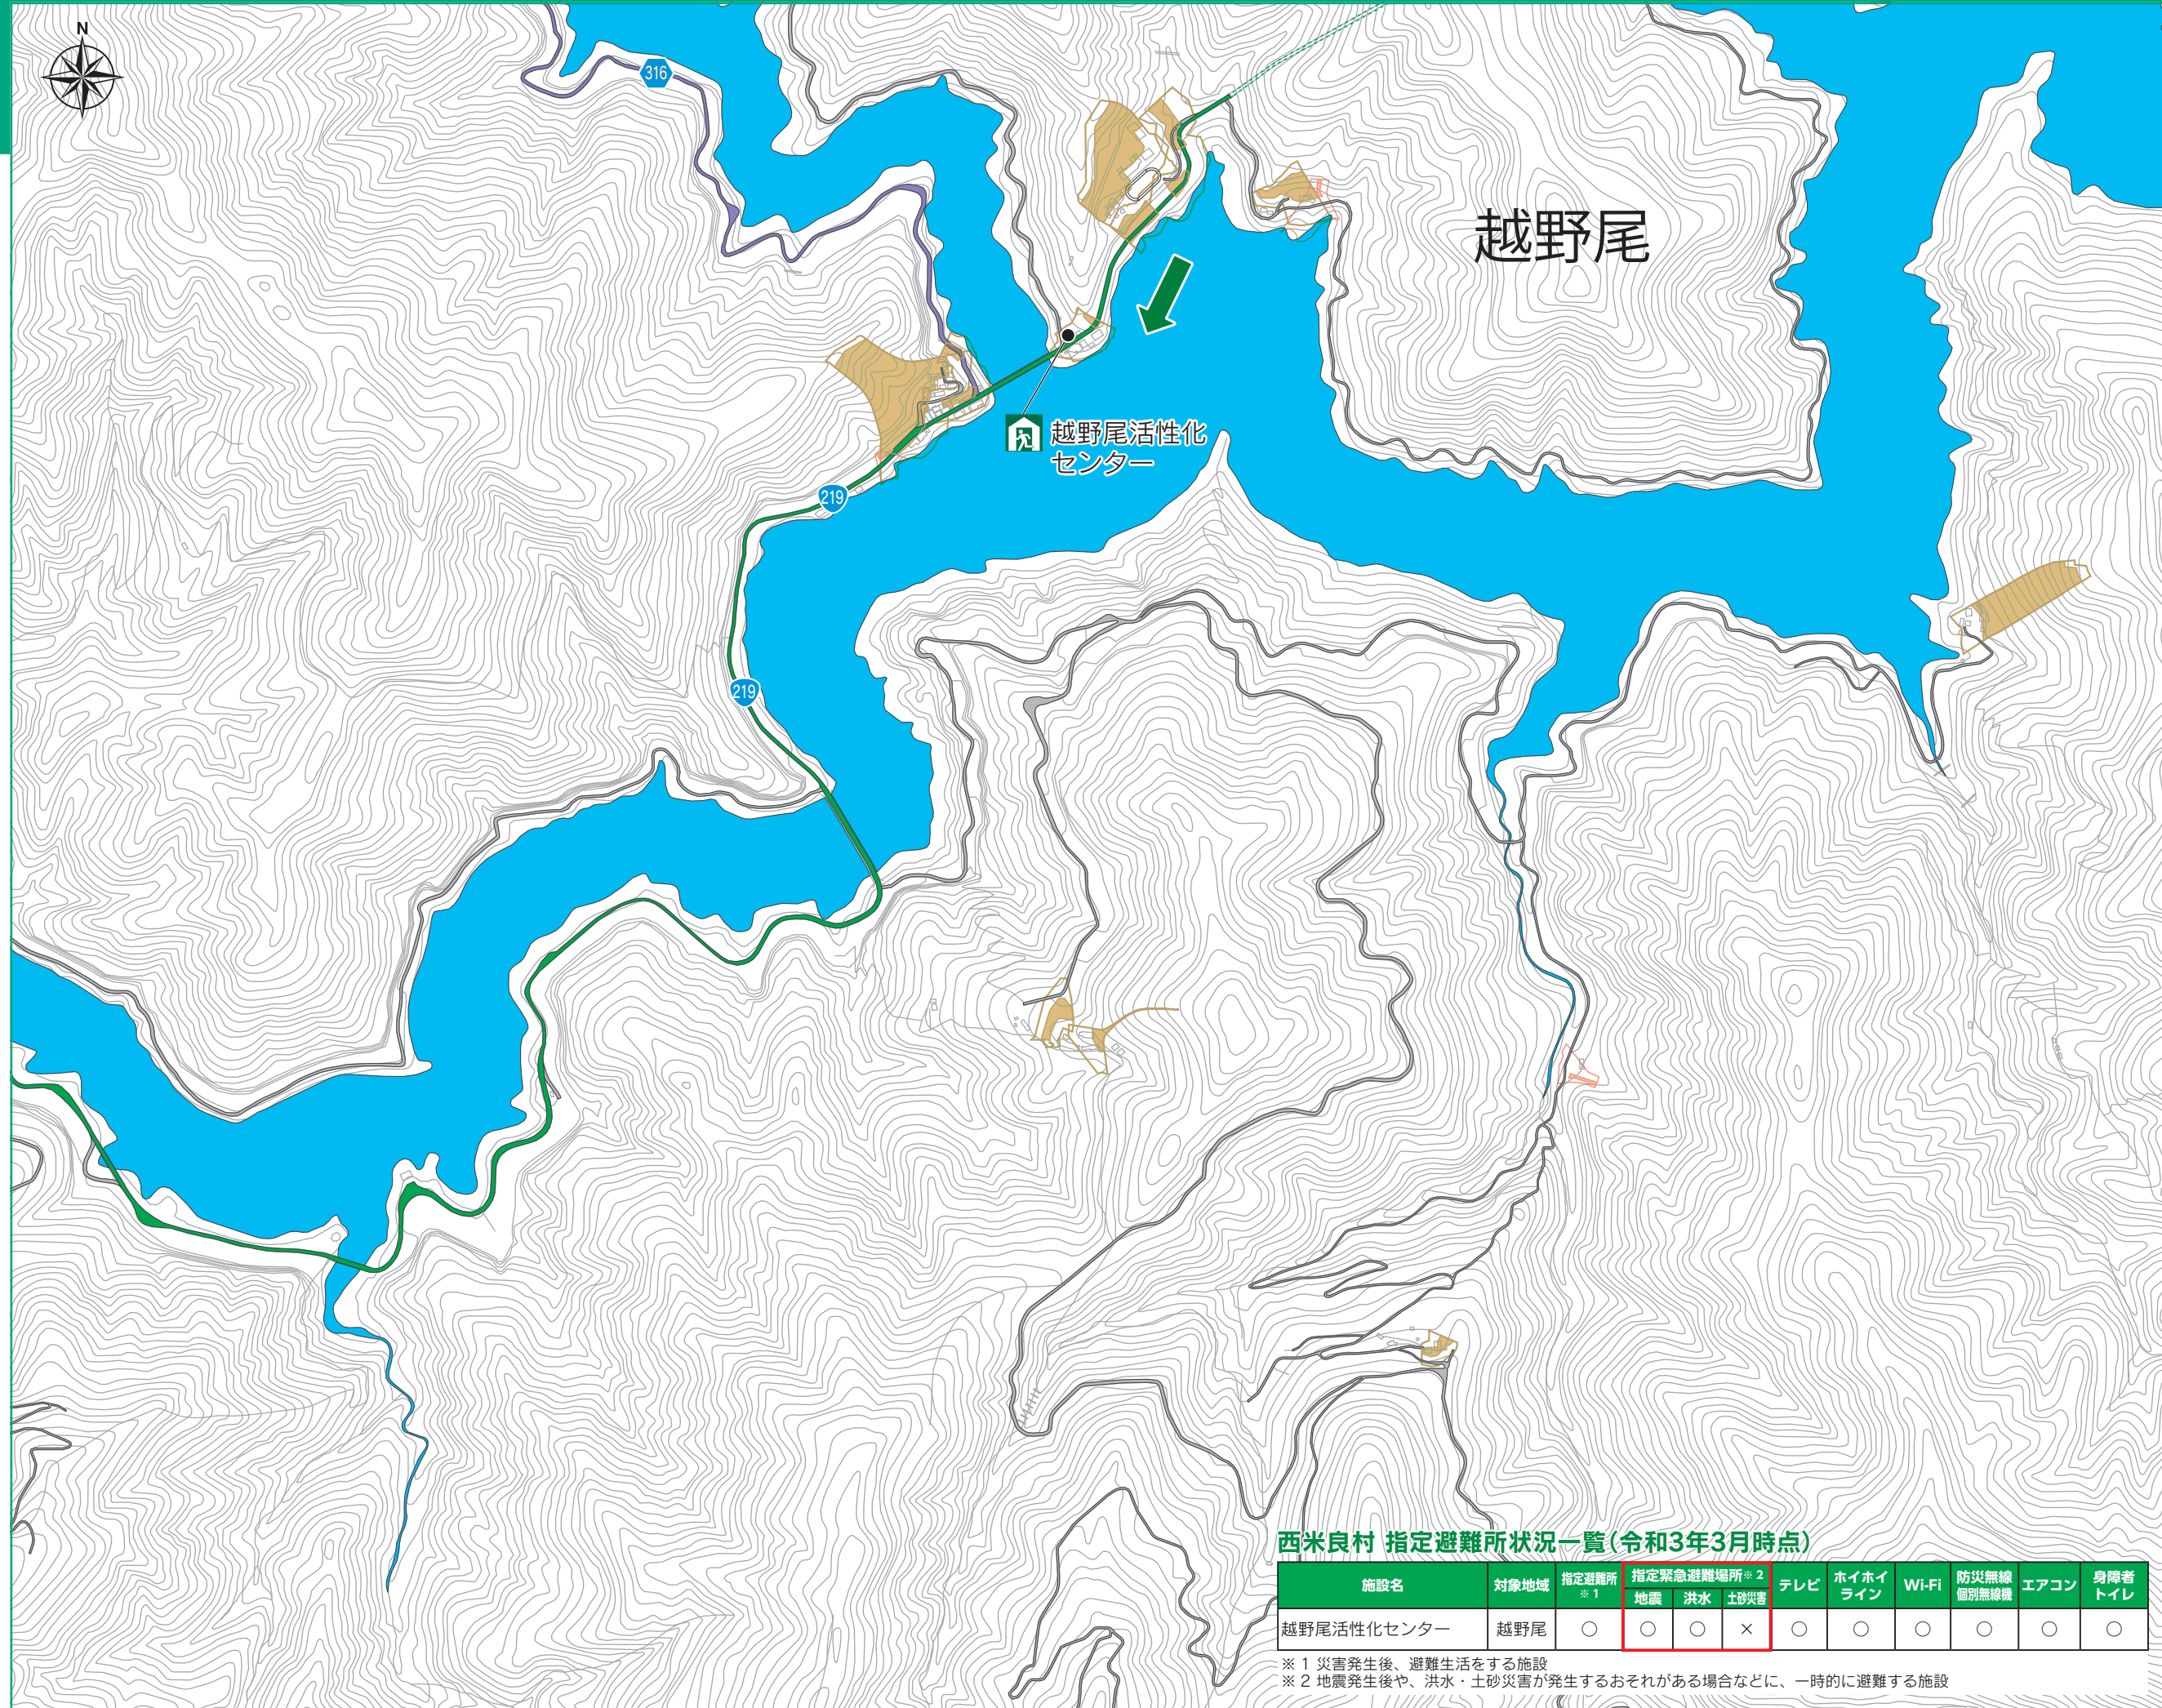 N
316
越野尾
越野尾活性化
センター
219
219
西米良村 指定避難所状況一覧(令和3年3月時点)
施設名 対象地域 指定避難所 ※1 指定緊急避難場所※2 地震 洪水 土砂災害 テレビ ホイホイライン Wi-Fi 防災無線個別無線機 エアコン 身障者トイレ
越野尾活性化センター 越野尾 ○ ○ ○ × ○ ○ ○ ○ ○ ○
※1 災害発生後、避難生活をする施設
※2 地震発生後や、洪水・土砂災害が発生するおそれがある場合などに、一時的に避難する施設